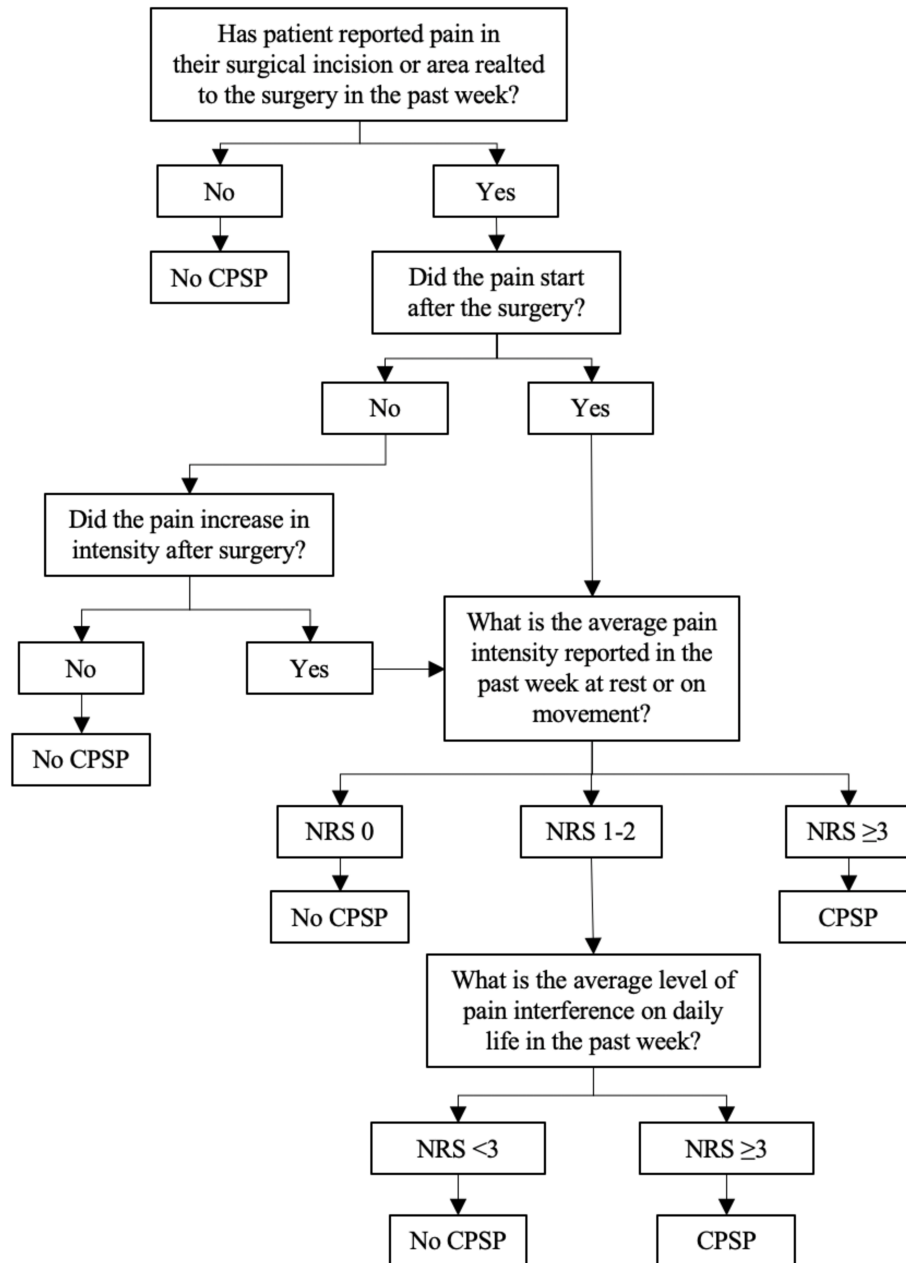 Has patient reported pain in
their surgical incision or area realted
to the surgery in the past week?
No
Yes
No CPSP
Did the pain start
after the surgery?
No
Yes
Did the pain increase in
intensity after surgery?
What is the average pain
intensity reported in the
past week at rest or on
movement?
No
Yes
No CPSP
NRS 0
NRS 1-2
NRS ≥3
No CPSP
CPSP
What is the average level of
pain interference on daily
life in the past week?
NRS <3
NRS ≥3
No CPSP
CPSP